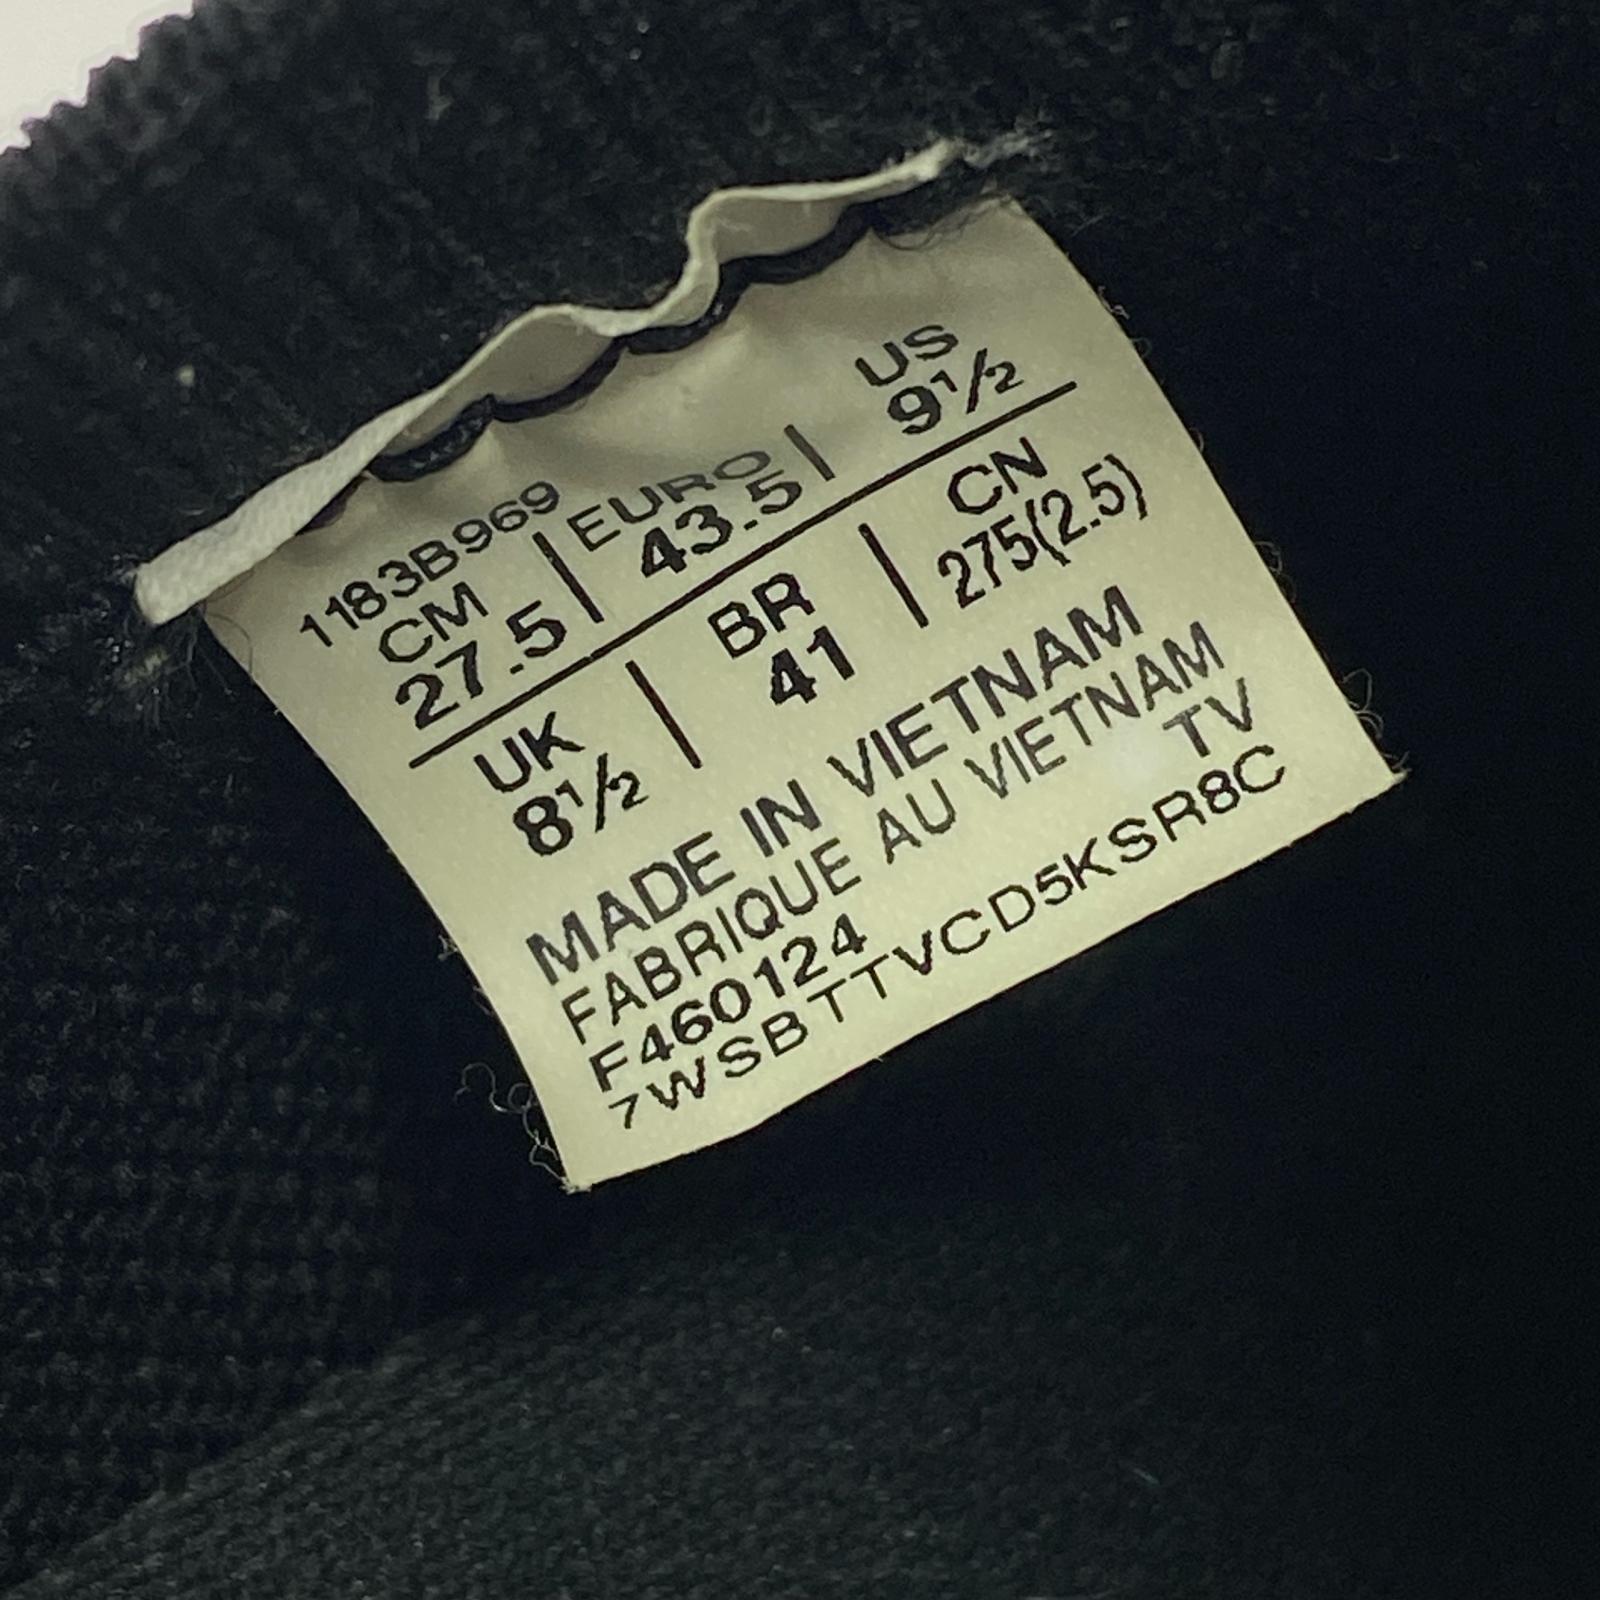 1183B969
CM EURO US
27.5 43.5 9½
UK BR CN
8½ 41 275(2.5)
MADE IN VIETNAM
FABRIQUE AU VIETNAM
F460124 TV
7WSBTTVCD5KSR8C